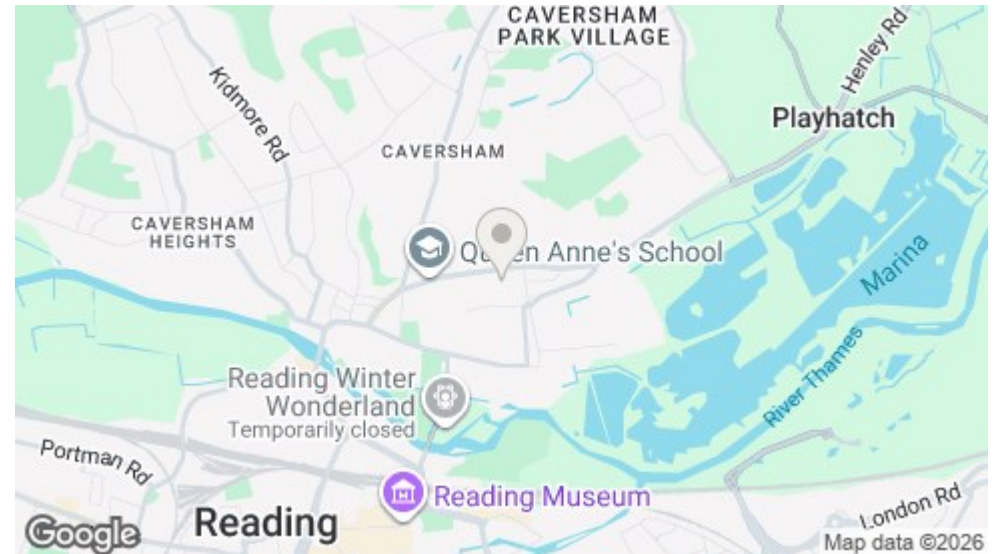 CAVERSHAM
PARK VILLAGE
Henley Rd
Kidmore Rd
Playhatch
CAVERSHAM
CAVERSHAM
HEIGHTS
Queen Anne's School
Marina
River Thames
Reading Winter
Wonderland
Temporarily closed
Portman Rd
Reading Museum
London Rd
Reading
Google
Map data ©2026